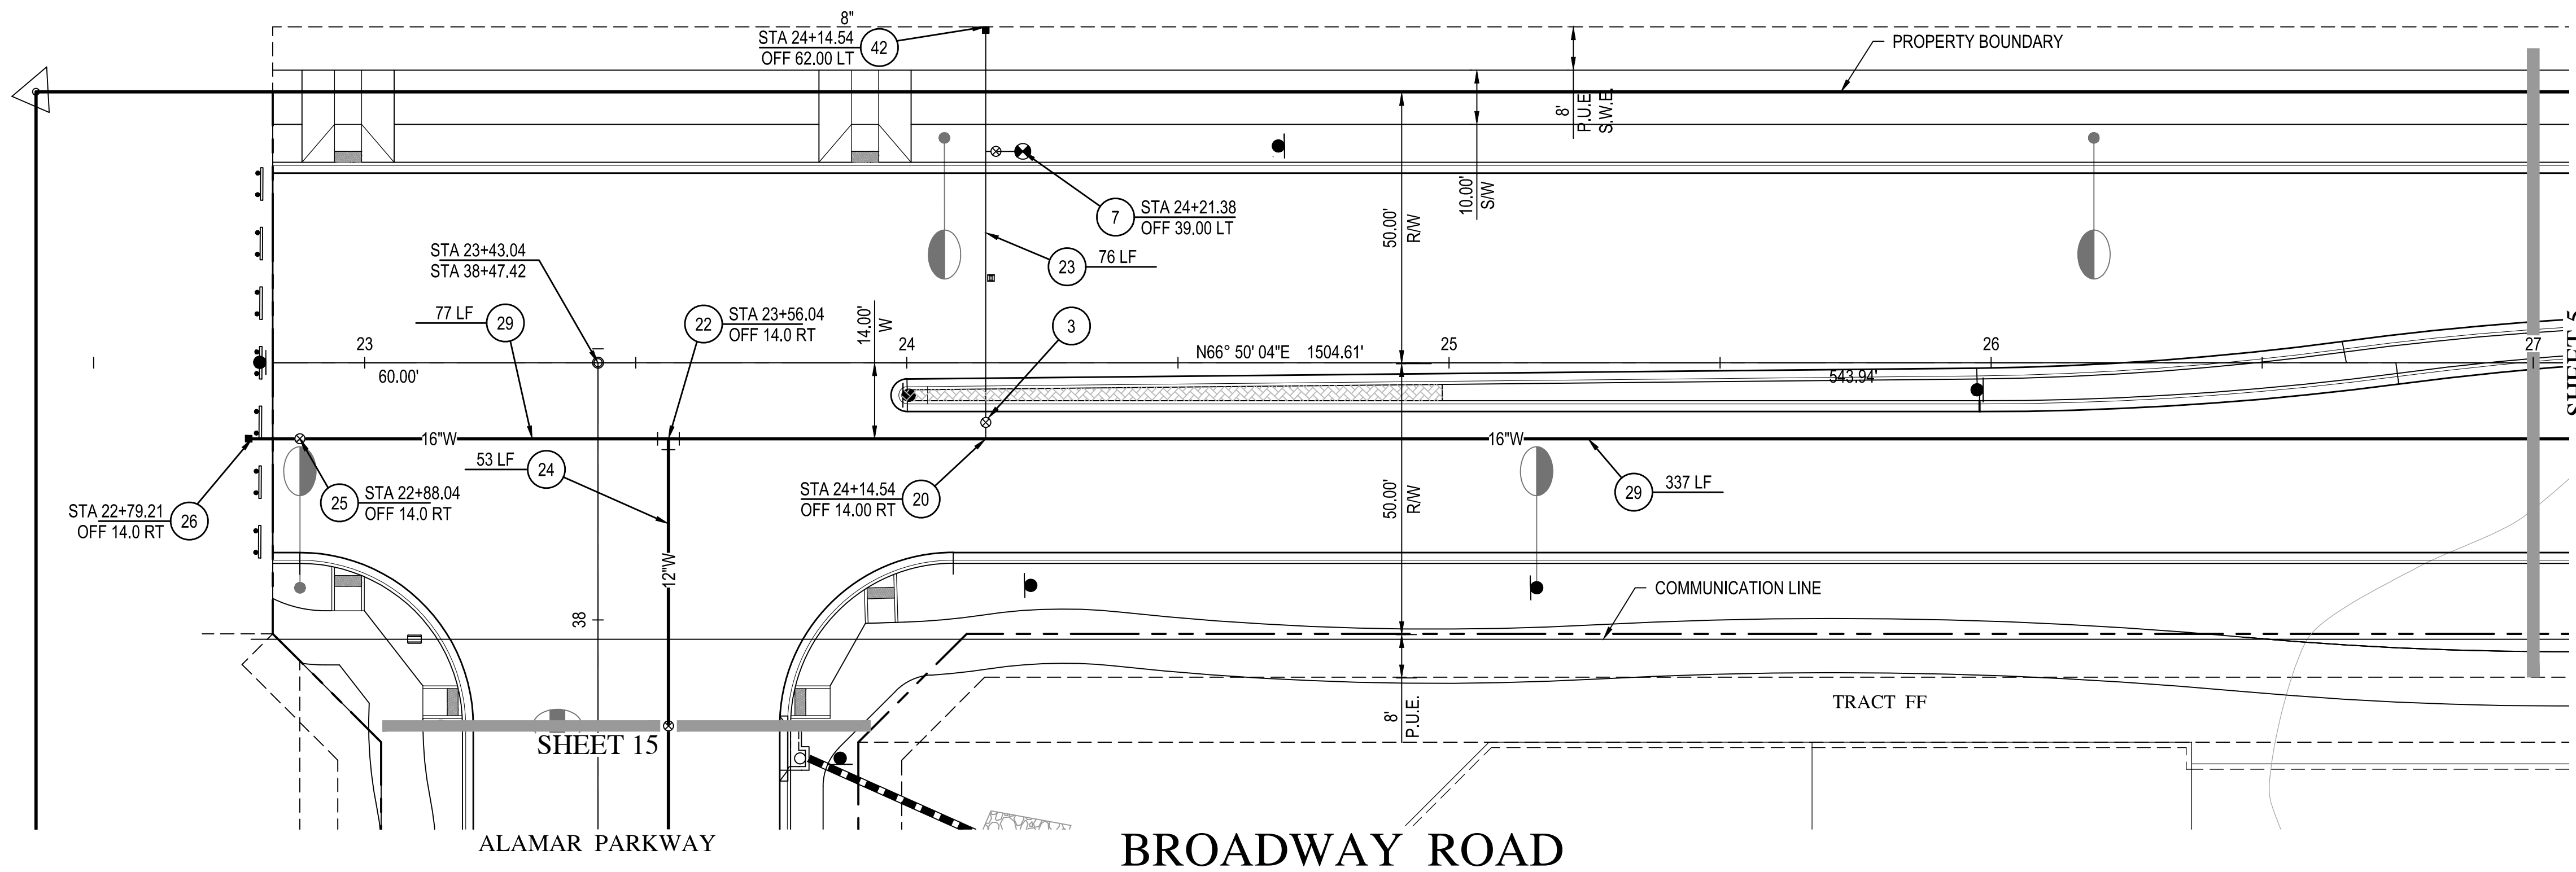 8"
STA 24+14.54
OFF 62.00 LT
42
PROPERTY BOUNDARY
8'
P.U.E.
S.W.E.
10.00'
S/W
50.00'
R/W
7
STA 24+21.38
OFF 39.00 LT
23
76 LF
STA 23+43.04
STA 38+47.42
77 LF
29
22
STA 23+56.04
OFF 14.0 RT
14.00'
W
3
23
24
25
26
27
N66° 50' 04"E 1504.61'
60.00'
543.94'
SHEET 5
16"W
16"W
53 LF
24
25
STA 22+88.04
OFF 14.0 RT
STA 22+79.21
OFF 14.0 RT
26
STA 24+14.54
OFF 14.00 RT
20
50.00'
R/W
29
337 LF
12"W
38
COMMUNICATION LINE
8'
P.U.E.
TRACT FF
SHEET 15
ALAMAR PARKWAY
BROADWAY ROAD